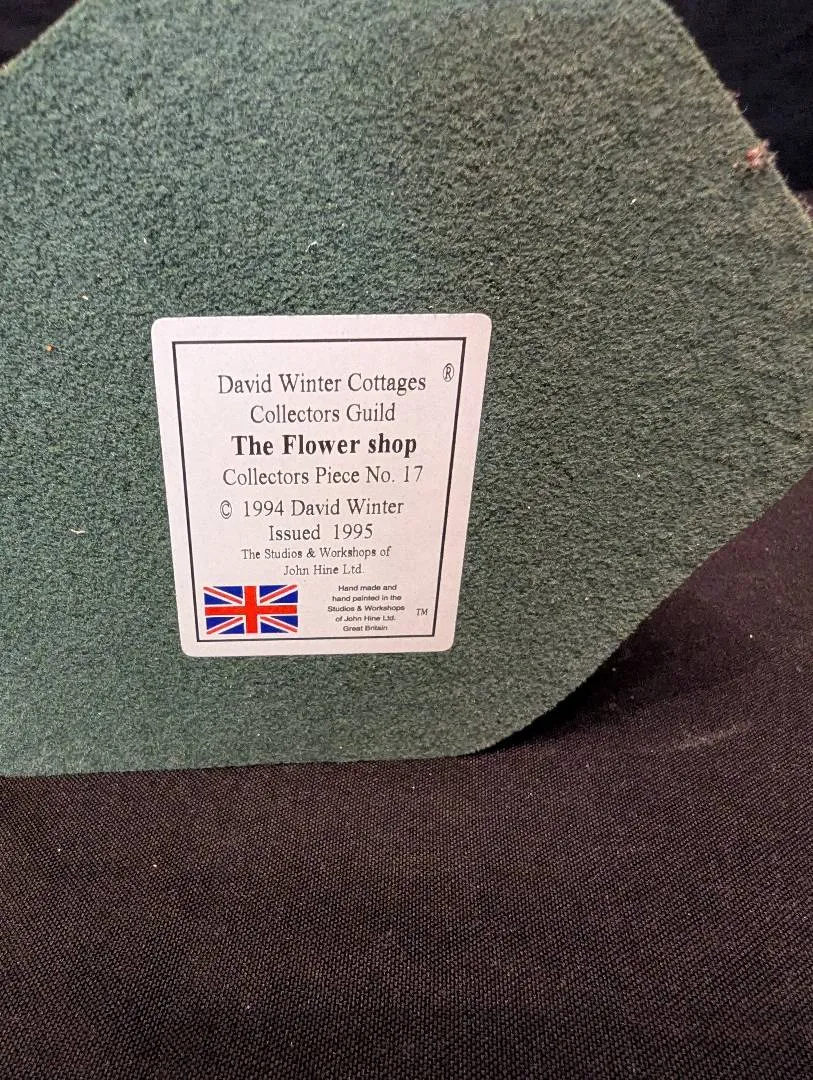 David Winter Cottages ®
Collectors Guild
The Flower shop
Collectors Piece No. 17
© 1994 David Winter
Issued 1995
The Studios & Workshops of
John Hine Ltd.
Hand made and
hand painted in the
Studios & Workshops
of John Hine Ltd.
Great Britain
TM